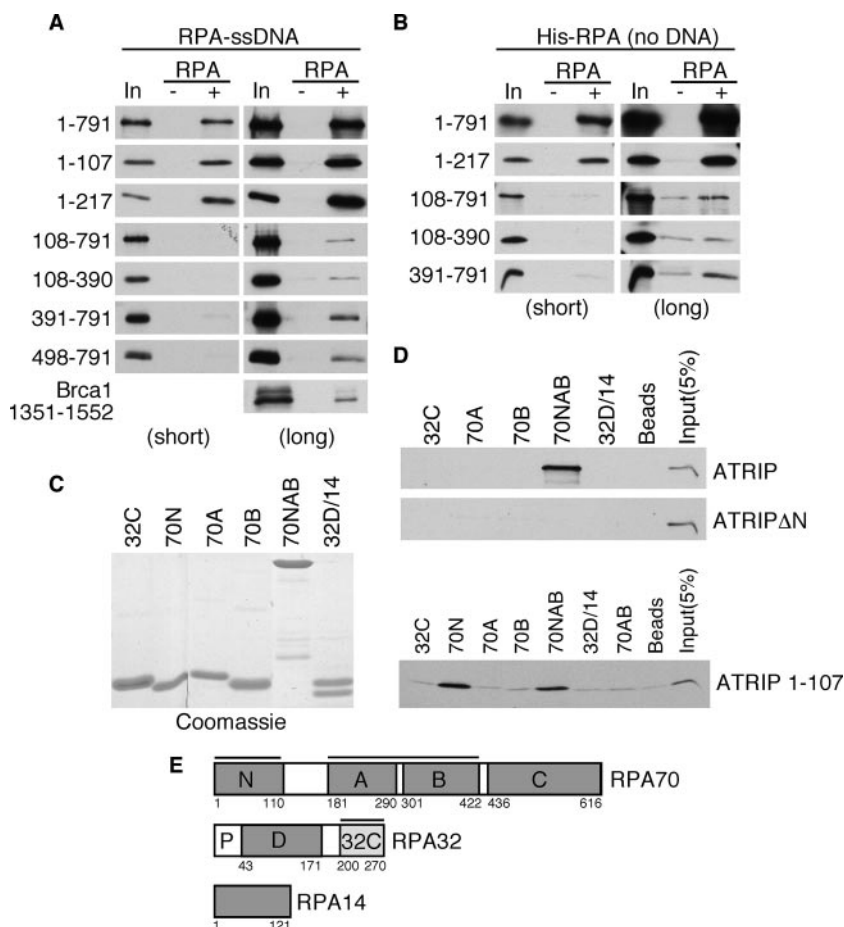 A
RPA-ssDNA
RPA
RPA
In - +
In - +
1-791
1-107
1-217
108-791
108-390
391-791
498-791
Brca1
1351-1552
(short)
(long)
B
His-RPA (no DNA)
RPA
RPA
In - +
In - +
1-791
1-217
108-791
108-390
391-791
(short)
(long)
C
32C
70N
70A
70B
70NAB
32D/14
Coomassie
D
32C
70A
70B
70NAB
32D/14
Beads
Input(5%)
ATRIP
ATRIPΔN
32C
70N
70A
70B
70NAB
32D/14
70AB
Beads
Input(5%)
ATRIP 1-107
E
N A B C RPA70
1 110 181 290 301 422 436 616
P D 32C RPA32
43 171 200 270
RPA14
1 121